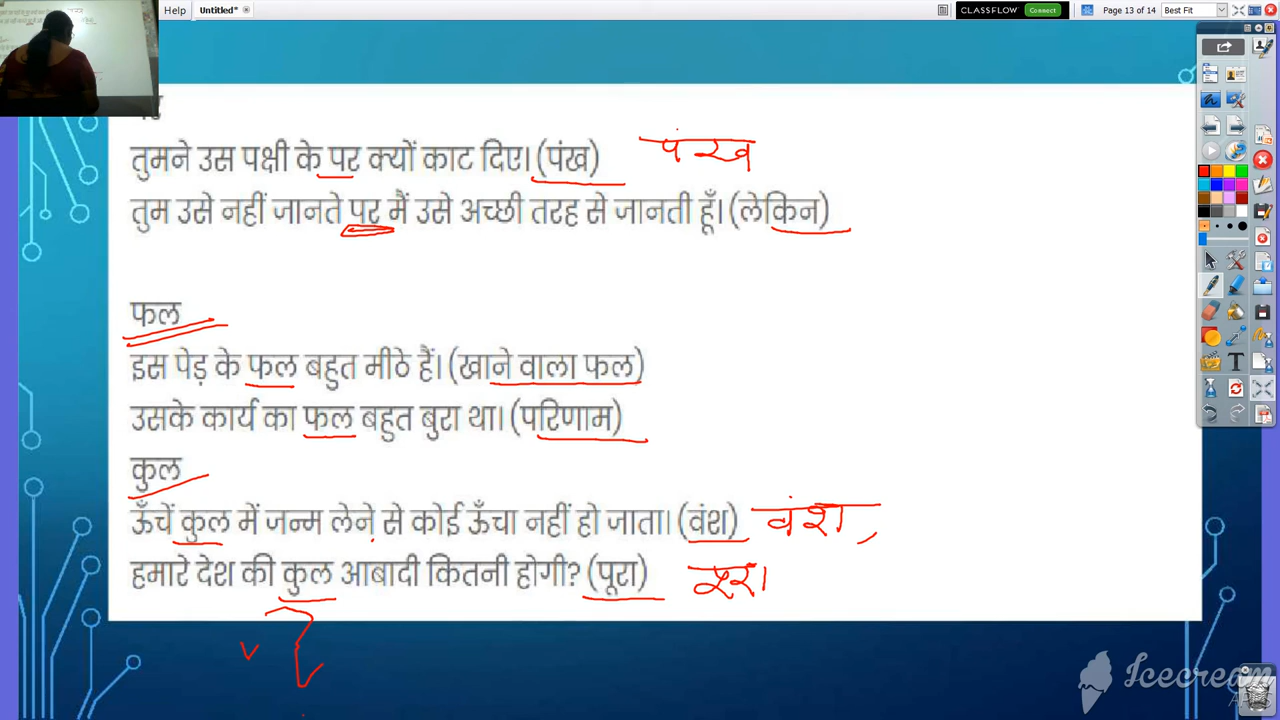 Help Untitled* CLASSFLOW Connect Page 13 of 14 Best Fit
तुमने उस पक्षी के पर क्यों काट दिए। (पंख) पंख
तुम उसे नहीं जानते पर मैं उसे अच्छी तरह से जानती हूँ। (लेकिन)
फल
इस पेड़ के फल बहुत मीठे हैं। (खाने वाला फल)
उसके कार्य का फल बहुत बुरा था। (परिणाम)
कुल
ऊँचें कुल में जन्म लेने से कोई ऊँचा नहीं हो जाता। (वंश) वंश,
हमारे देश की कुल आबादी कितनी होगी? (पूरा)
Icecream
APPS